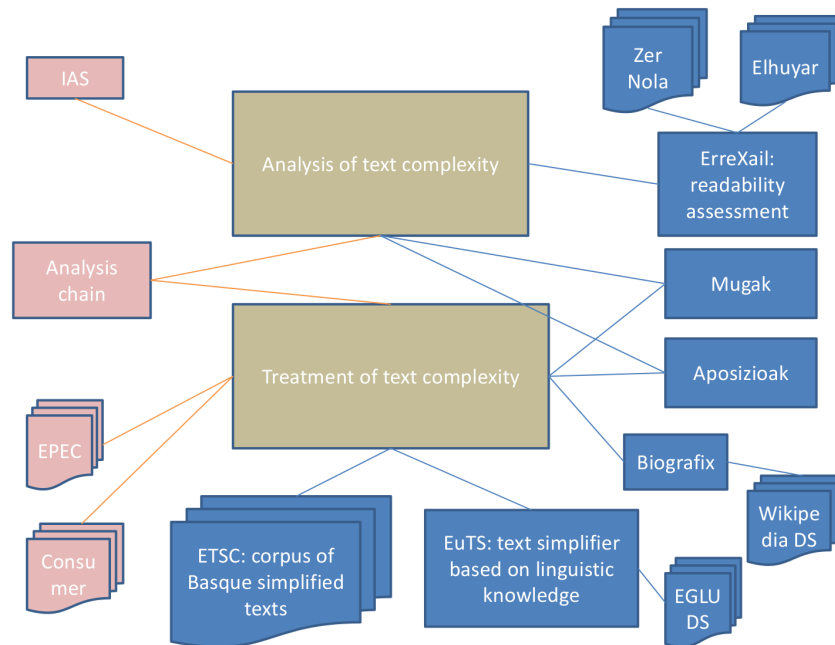 IAS
Analysis of text complexity
Zer
Nola
Elhuyar
ErreXail:
readability
assessment
Analysis
chain
Mugak
Treatment of text complexity
Aposizioak
EPEC
Biografix
Consu
mer
ETSC: corpus of
Basque simplified
texts
EuTS: text simplifier
based on linguistic
knowledge
Wikipe
dia DS
EGLU
DS